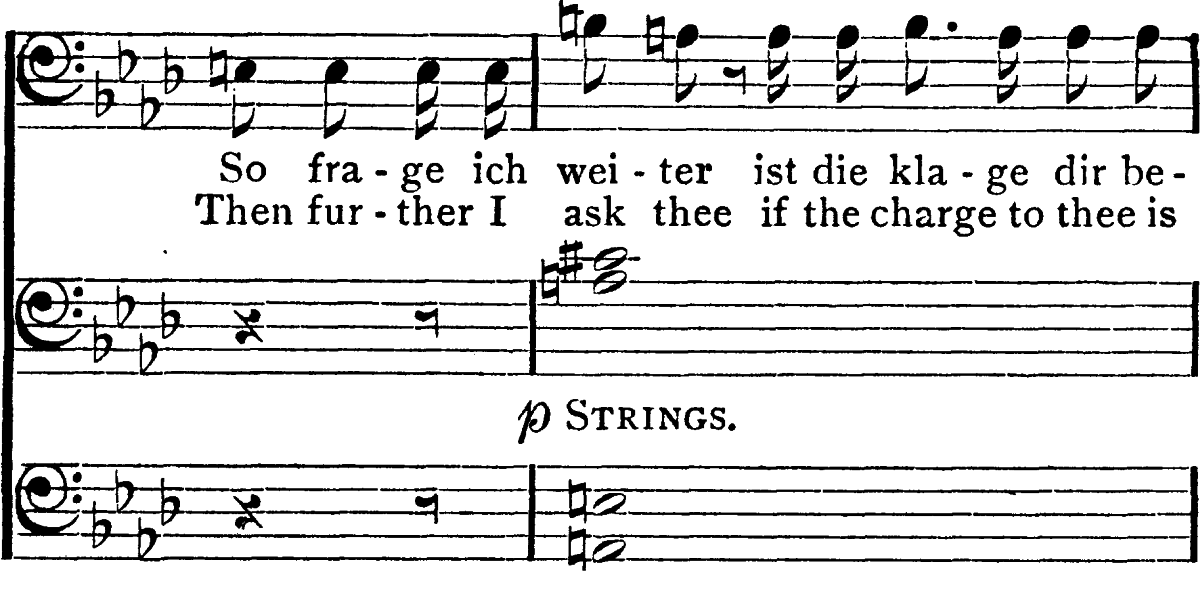 So fra - ge ich wei - ter ist die kla - ge dir be -
Then fur - ther I ask thee if the charge to thee is
p STRINGS.